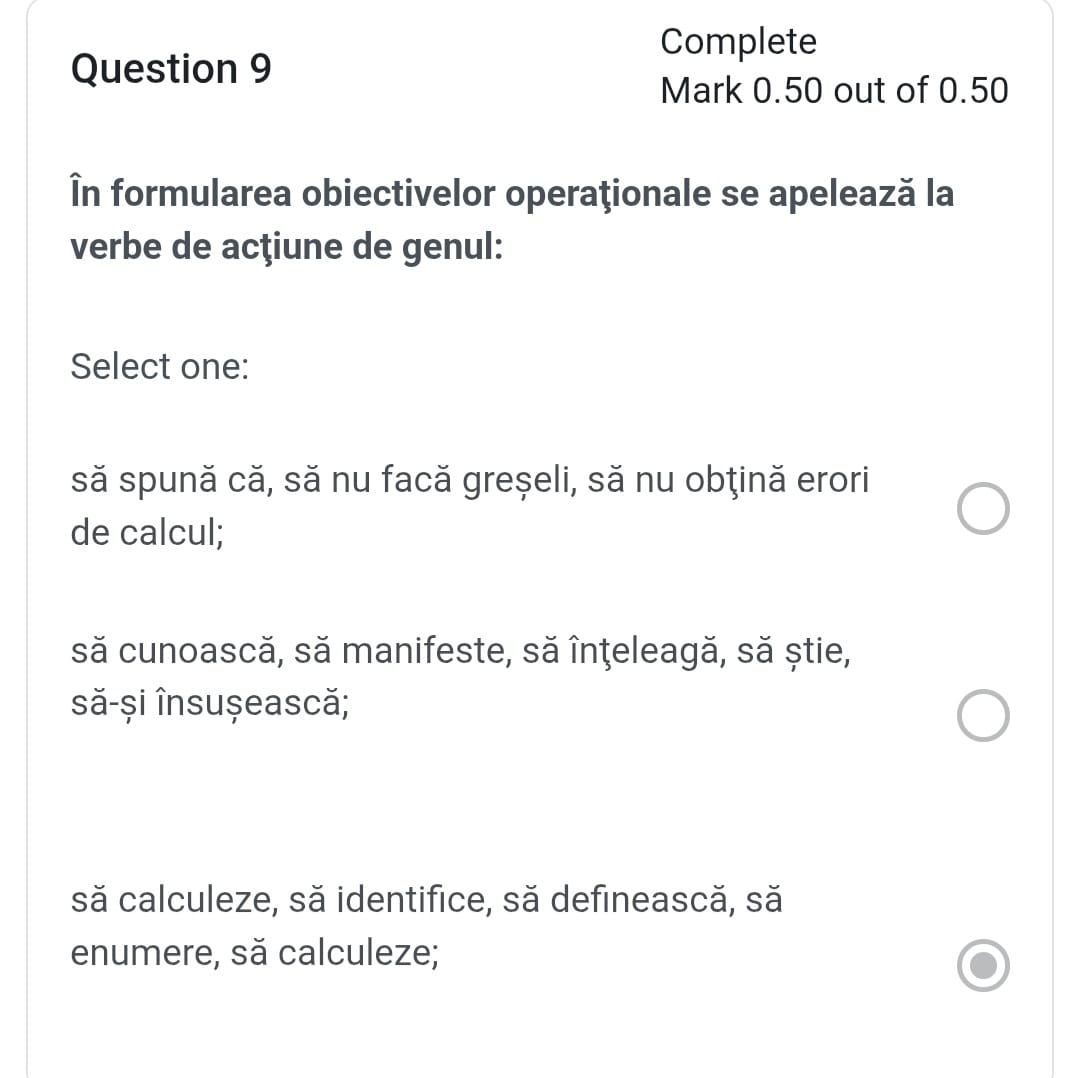 Question 9
Complete
Mark 0.50 out of 0.50
În formularea obiectivelor operaţionale se apelează la
verbe de acţiune de genul:
Select one:
să spună că, să nu facă greșeli, să nu obţină erori
de calcul;
să cunoască, să manifeste, să înţeleagă, să știe,
să-și însușească;
să calculeze, să identifice, să definească, să
enumere, să calculeze;